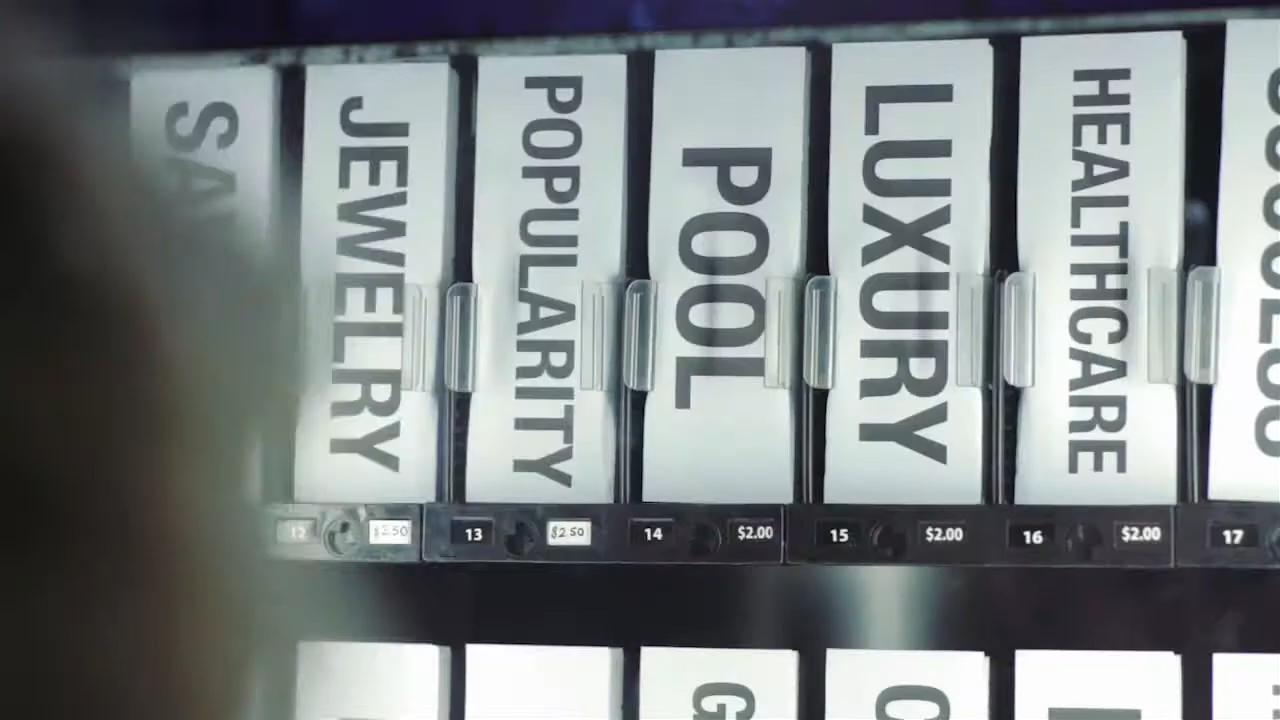 JEWELRY
POPULARITY
POOL
LUXURY
HEALTHCARE
12
$2.50
13
$2.50
14
$2.00
15
$2.00
16
$2.00
17